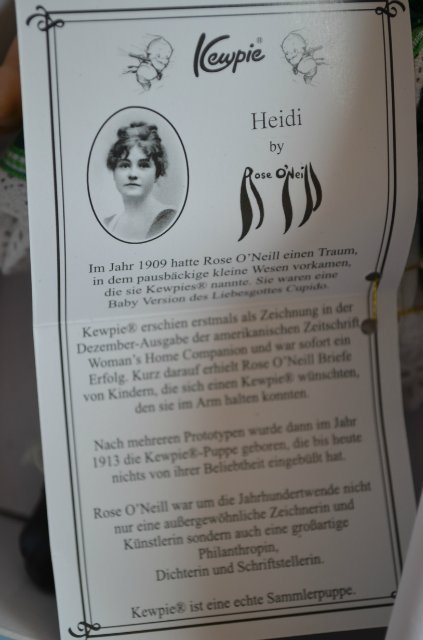 Kewpie®
Heidi
by
Rose O'Neill
Im Jahr 1909 hatte Rose O'Neill einen Traum,
in dem pausbäckige kleine Wesen vorkamen,
die sie Kewpies® nannte. Sie waren eine
Baby Version des Liebesgottes Cupido.
Kewpie® erschien erstmals als Zeichnung in der
Dezember-Ausgabe der amerikanischen Zeitschrift
Woman's Home Companion und war sofort ein
Erfolg. Kurz darauf erhielt Rose O'Neill Briefe
von Kindern, die sich einen Kewpie® wünschten,
den sie im Arm halten konnten.
Nach mehreren Prototypen wurde dann im Jahr
1913 die Kewpie®-Puppe geboren, die bis heute
nichts von ihrer Beliebtheit eingebüßt hat.
Rose O'Neill war um die Jahrhundertwende nicht
nur eine außergewöhnliche Zeichnerin und
Künstlerin sondern auch eine großartige
Philanthropin,
Dichterin und Schriftstellerin.
Kewpie® ist eine echte Sammlerpuppe.